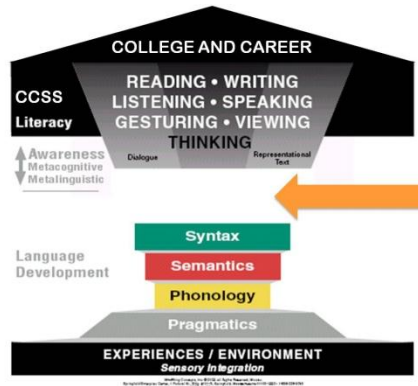 COLLEGE AND CAREER
CCSS
Literacy
READING • WRITING
LISTENING • SPEAKING
GESTURING • VIEWING
THINKING
Dialogue
Representational
Text
Awareness
Metacognitive
Metalinguistic
Language
Development
Syntax
Semantics
Phonology
Pragmatics
EXPERIENCES / ENVIRONMENT
Sensory Integration